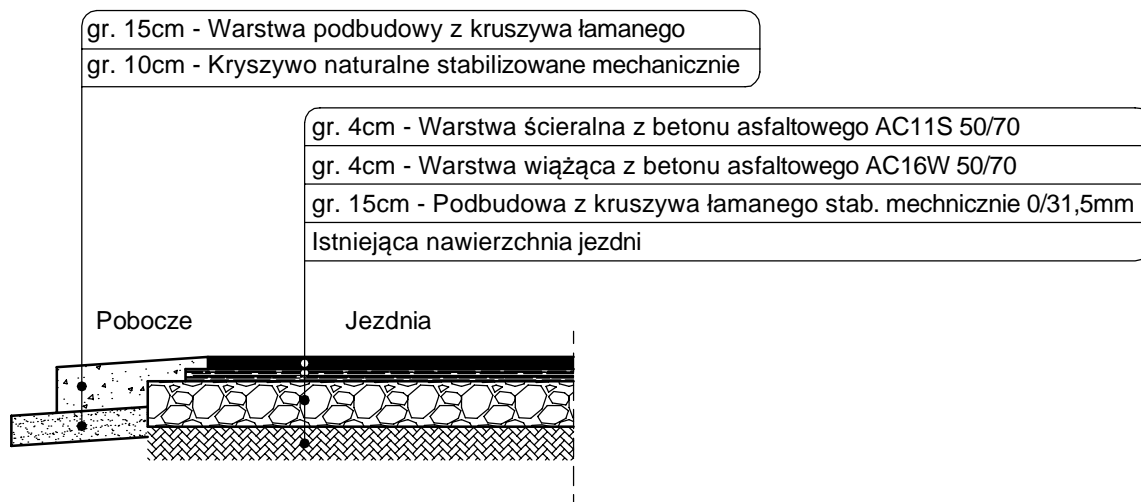 gr. 15cm - Warstwa podbudowy z kruszywa łamanego
gr. 10cm - Kryszywo naturalne stabilizowane mechanicznie
gr. 4cm - Warstwa ścieralna z betonu asfaltowego AC11S 50/70
gr. 4cm - Warstwa wiążąca z betonu asfaltowego AC16W 50/70
gr. 15cm - Podbudowa z kruszywa łamanego stab. mechnicznie 0/31,5mm
Istniejąca nawierzchnia jezdni
Pobocze
Jezdnia